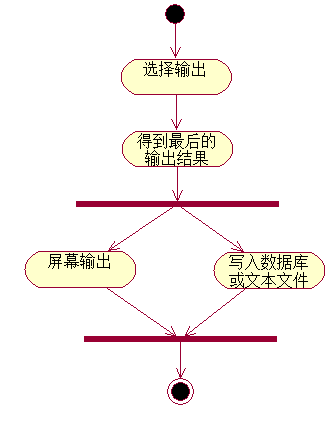 选择输出
得到最后的
输出结果
屏幕输出
写入数据库
或文本文件